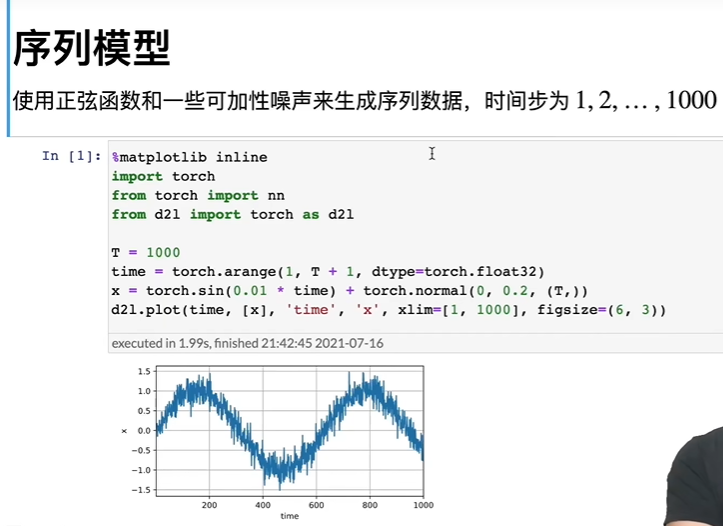 序列模型
使用正弦函数和一些可加性噪声来生成序列数据，时间步为 1, 2, … , 1000
In [1]: %matplotlib inline
import torch
from torch import nn
from d2l import torch as d2l
T = 1000
time = torch.arange(1, T + 1, dtype=torch.float32)
x = torch.sin(0.01 * time) + torch.normal(0, 0.2, (T,))
d2l.plot(time, [x], 'time', 'x', xlim=[1, 1000], figsize=(6, 3))
executed in 1.99s, finished 21:42:45 2021-07-16
1.5
1.0
0.5
0.0
−0.5
−1.0
−1.5
x
200 400 600 800 1000
time